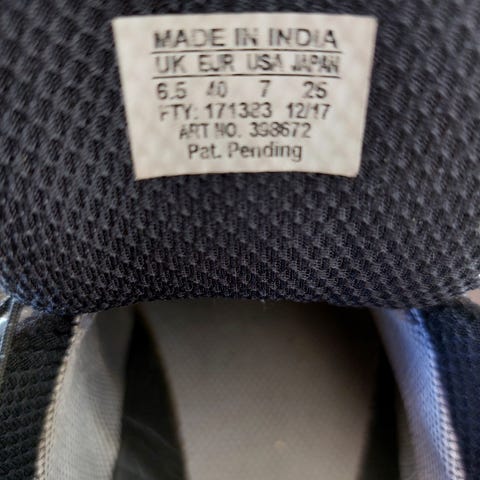 MADE IN INDIA
UK EUR USA JAPAN
6.5 40 7 25
FTY: 171383 12/17
ART NO. 398672
Pat. Pending